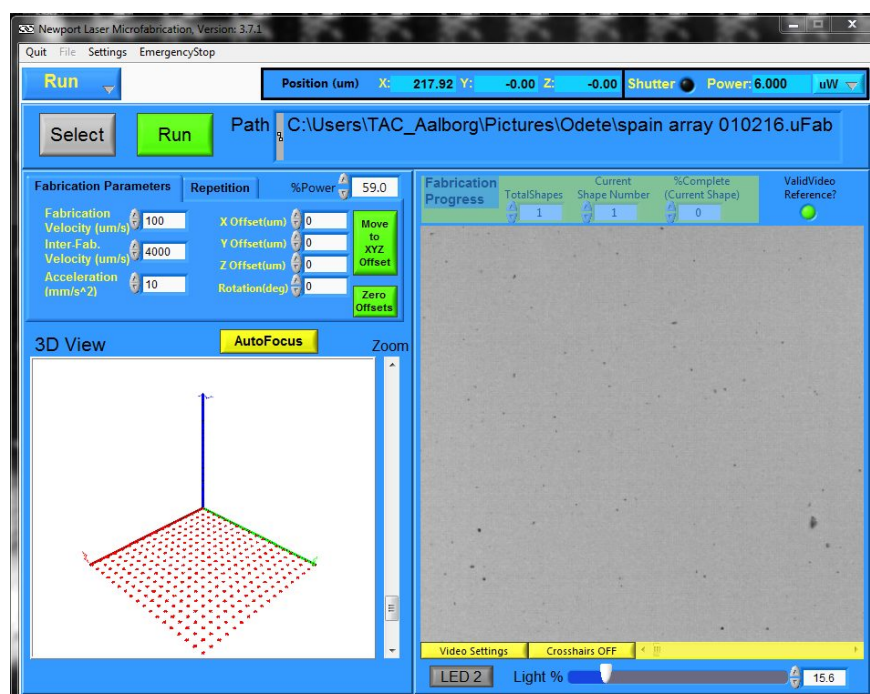 Newport Laser Microfabrication, Version: 3.7.1
Quit File Settings EmergencyStop
Run
Position (um) X: 217.92 Y: -0.00 Z: -0.00 Shutter Power: 6.000 uW
Select Run Path C:\Users\TAC_Aalborg\Pictures\Odete\spain array 010216.uFab
Fabrication Parameters Repetition %Power 59.0
Fabrication
Velocity (um/s) 100
Inter-Fab.
Velocity (um/s) 4000
Acceleration
(mm/s^2) 10
X Offset(um) 0
Y Offset(um) 0
Z Offset(um) 0
Rotation(deg) 0
Move
to
XYZ
Offset
Zero
Offsets
Fabrication
Progress
TotalShapes
1
Current
Shape Number
1
%Complete
(Current Shape)
0
ValidVideo
Reference?
3D View AutoFocus Zoom
Video Settings Crosshairs OFF
LED 2 Light % 15.6